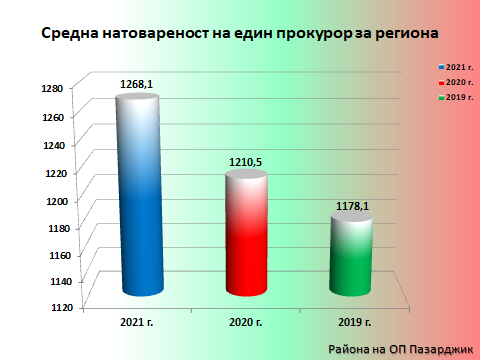 Средна натовареност на един прокурор за региона
2021 г.
2020 г.
2019 г.
1280
1260
1240
1220
1200
1180
1160
1140
1120
1268,1
1210,5
1178,1
2021 г.
2020 г.
2019 г.
Района на ОП Пазарджик